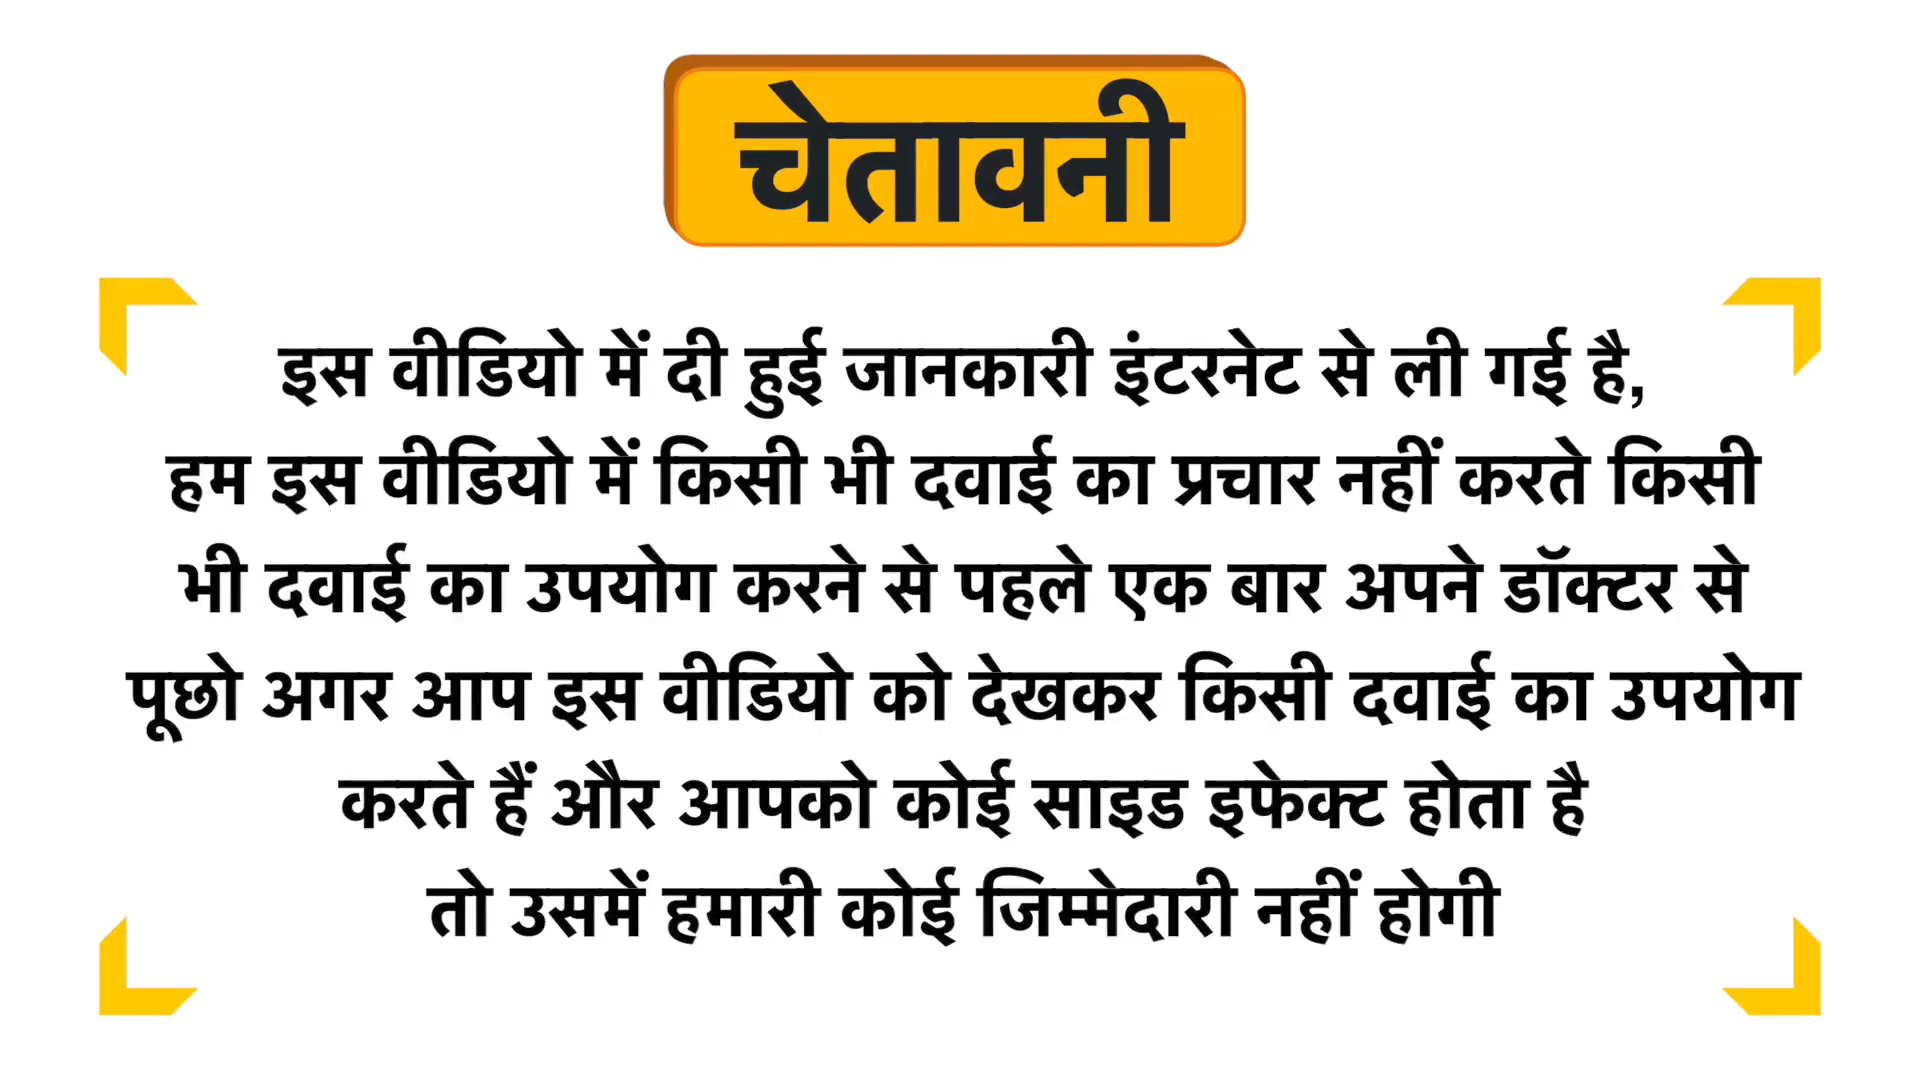 चेतावनी
इस वीडियो में दी हुई जानकारी इंटरनेट से ली गई है,
हम इस वीडियो में किसी भी दवाई का प्रचार नहीं करते किसी
भी दवाई का उपयोग करने से पहले एक बार अपने डॉक्टर से
पूछो अगर आप इस वीडियो को देखकर किसी दवाई का उपयोग
करते हैं और आपको कोई साइड इफेक्ट होता है
तो उसमें हमारी कोई जिम्मेदारी नहीं होगी